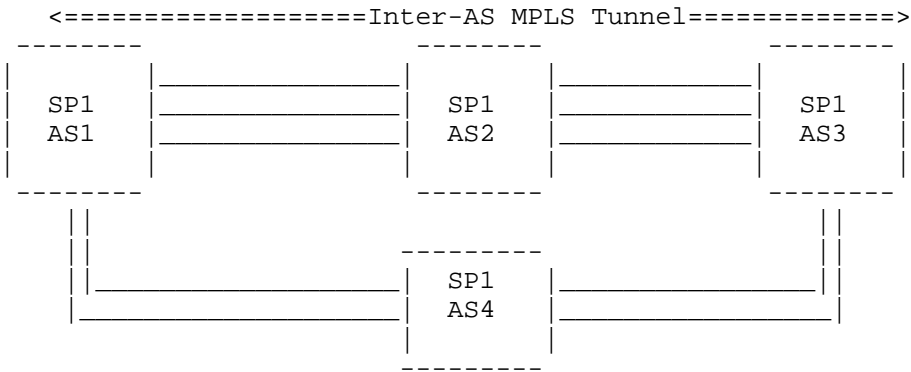 <===================Inter-AS MPLS Tunnel=============>
SP1 SP1 SP1
AS1 AS2 AS3
SP1
AS4